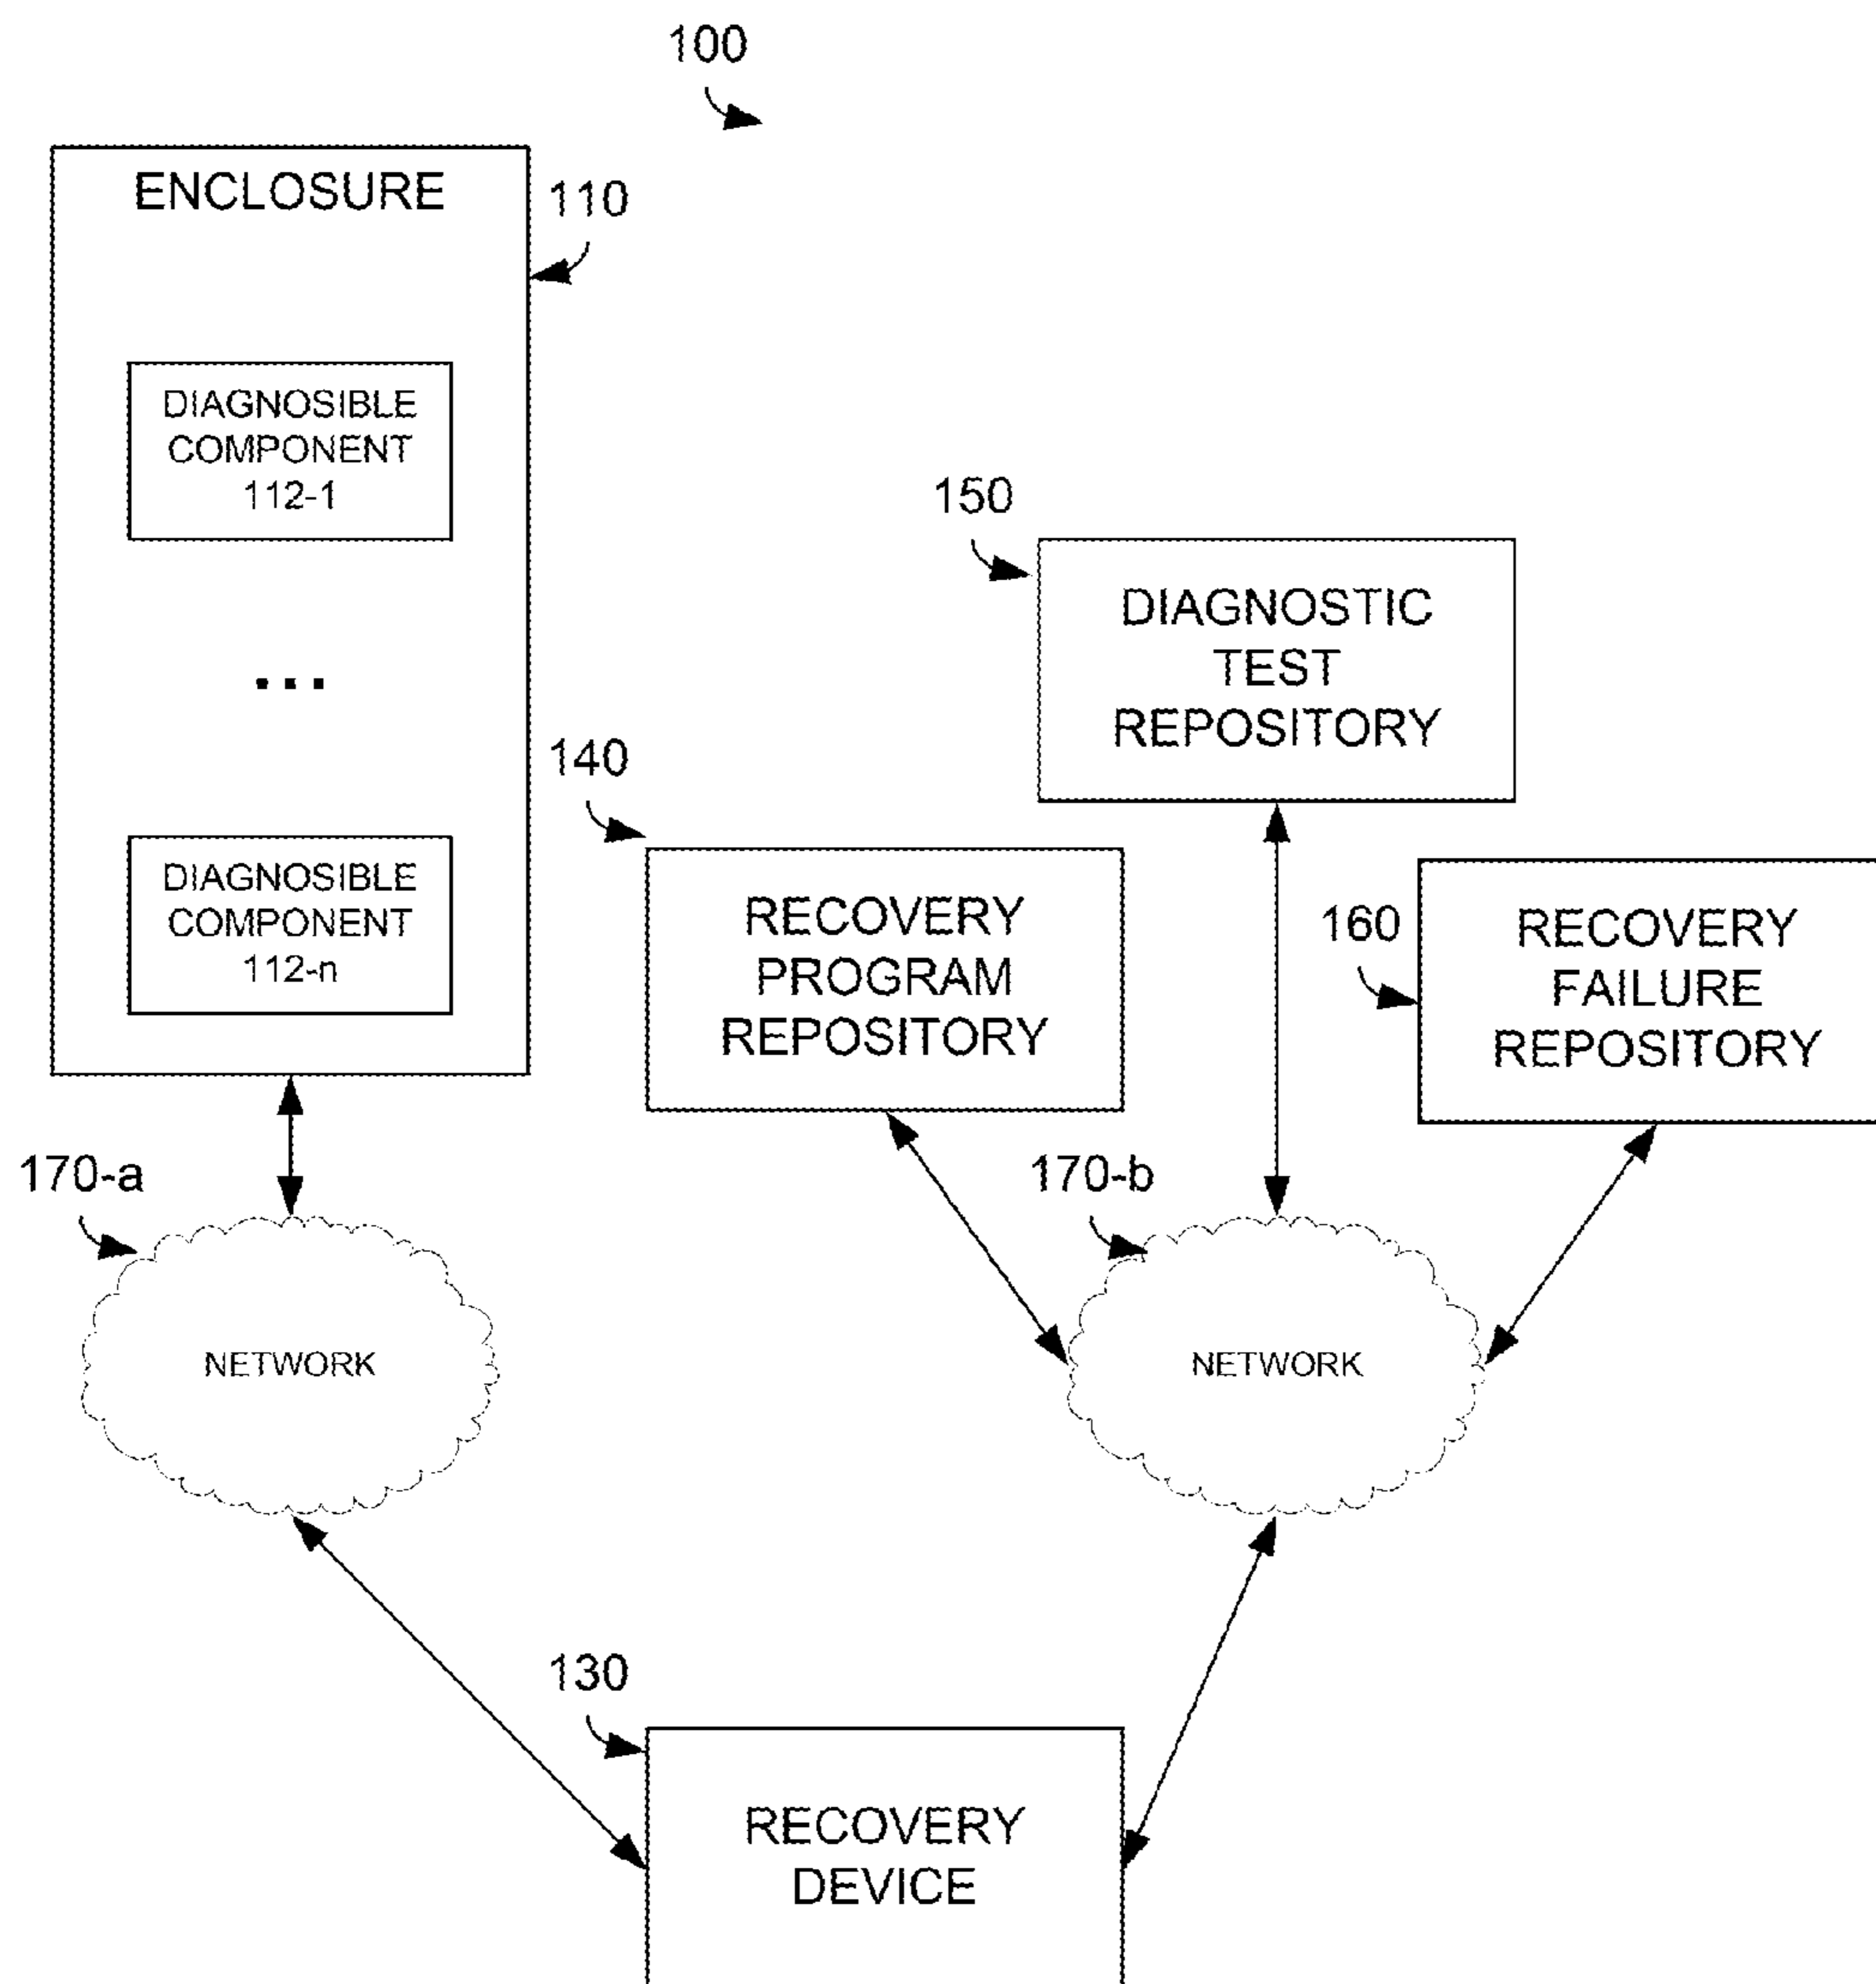 100
ENCLOSURE
110
DIAGNOSIBLE
COMPONENT
112-1
...
DIAGNOSIBLE
COMPONENT
112-n
150
DIAGNOSTIC
TEST
REPOSITORY
140
RECOVERY
PROGRAM
REPOSITORY
160
RECOVERY
FAILURE
REPOSITORY
170-a
NETWORK
170-b
NETWORK
130
RECOVERY
DEVICE